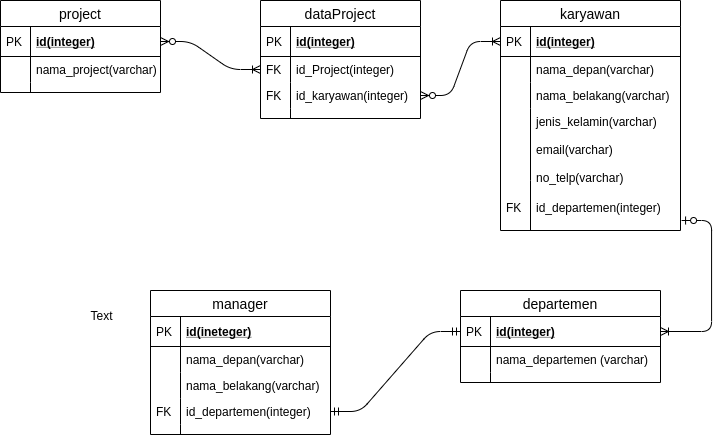 project
PK id(integer)
nama_project(varchar)
dataProject
PK id(integer)
FK id_Project(integer)
FK id_karyawan(integer)
karyawan
PK id(integer)
nama_depan(varchar)
nama_belakang(varchar)
jenis_kelamin(varchar)
email(varchar)
no_telp(varchar)
FK id_departemen(integer)
Text
manager
PK id(ineteger)
nama_depan(varchar)
nama_belakang(varchar)
FK id_departemen(integer)
departemen
PK id(integer)
nama_departemen (varchar)